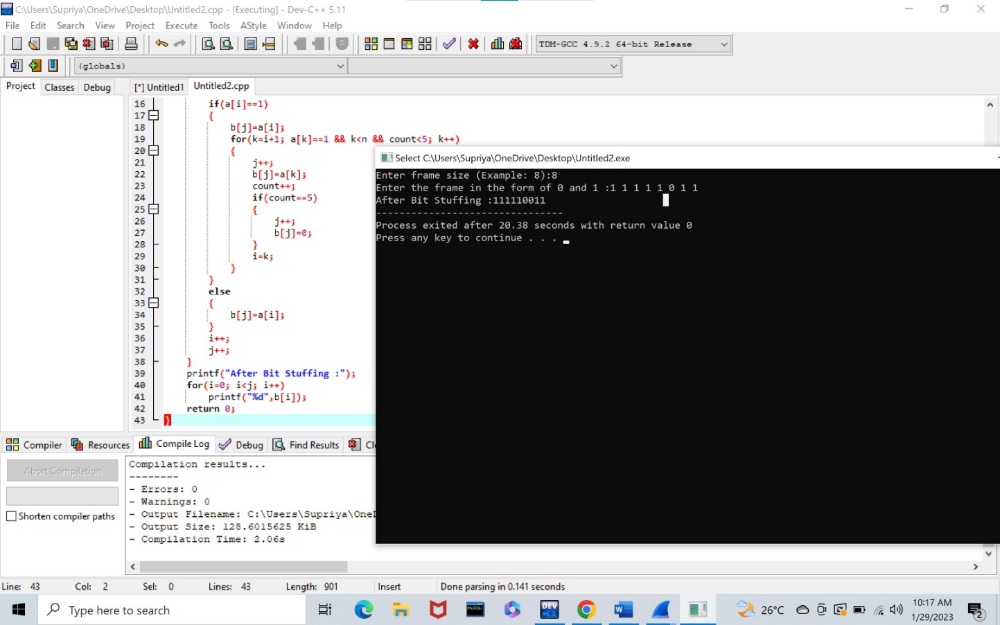 C:\Users\Supriya\OneDrive\Desktop\Untitled2.cpp - [Executing] - Dev-C++ 5.11
File Edit Search View Project Execute Tools AStyle Window Help
TDM-GCC 4.9.2 64-bit Release
(globals)
Project Classes Debug [*] Untitled1 Untitled2.cpp
16 if(a[i]==1)
17 {
18 b[j]=a[i];
19 for(k=i+1; a[k]==1 && k<n && count<5; k++)
20 {
21 j++;
22 b[j]=a[k];
23 count++;
24 if(count==5)
25 {
26 j++;
27 b[j]=0;
28 }
29 i=k;
30 }
31 }
32 else
33 {
34 b[j]=a[i];
35 }
36 i++;
37 j++;
38 }
39 printf("After Bit Stuffing :");
40 for(i=0; i<j; i++)
41 printf("%d",b[i]);
42 return 0;
43 }
Select C:\Users\Supriya\OneDrive\Desktop\Untitled2.exe
Enter frame size (Example: 8):8
Enter the frame in the form of 0 and 1 :1 1 1 1 1 0 1 1
After Bit Stuffing :111110011
--------------------------------
Process exited after 20.38 seconds with return value 0
Press any key to continue . . .
Compiler Resources Compile Log Debug Find Results Cl
Abort Compilation
Shorten compiler paths
Compilation results...
--------
- Errors: 0
- Warnings: 0
- Output Filename: C:\Users\Supriya\OneD
- Output Size: 128.6015625 KiB
- Compilation Time: 2.06s
Line: 43 Col: 2 Sel: 0 Lines: 43 Length: 901 Insert Done parsing in 0.141 seconds
Type here to search
DEV
MySQL
26°C
10:17 AM
1/29/2023
2